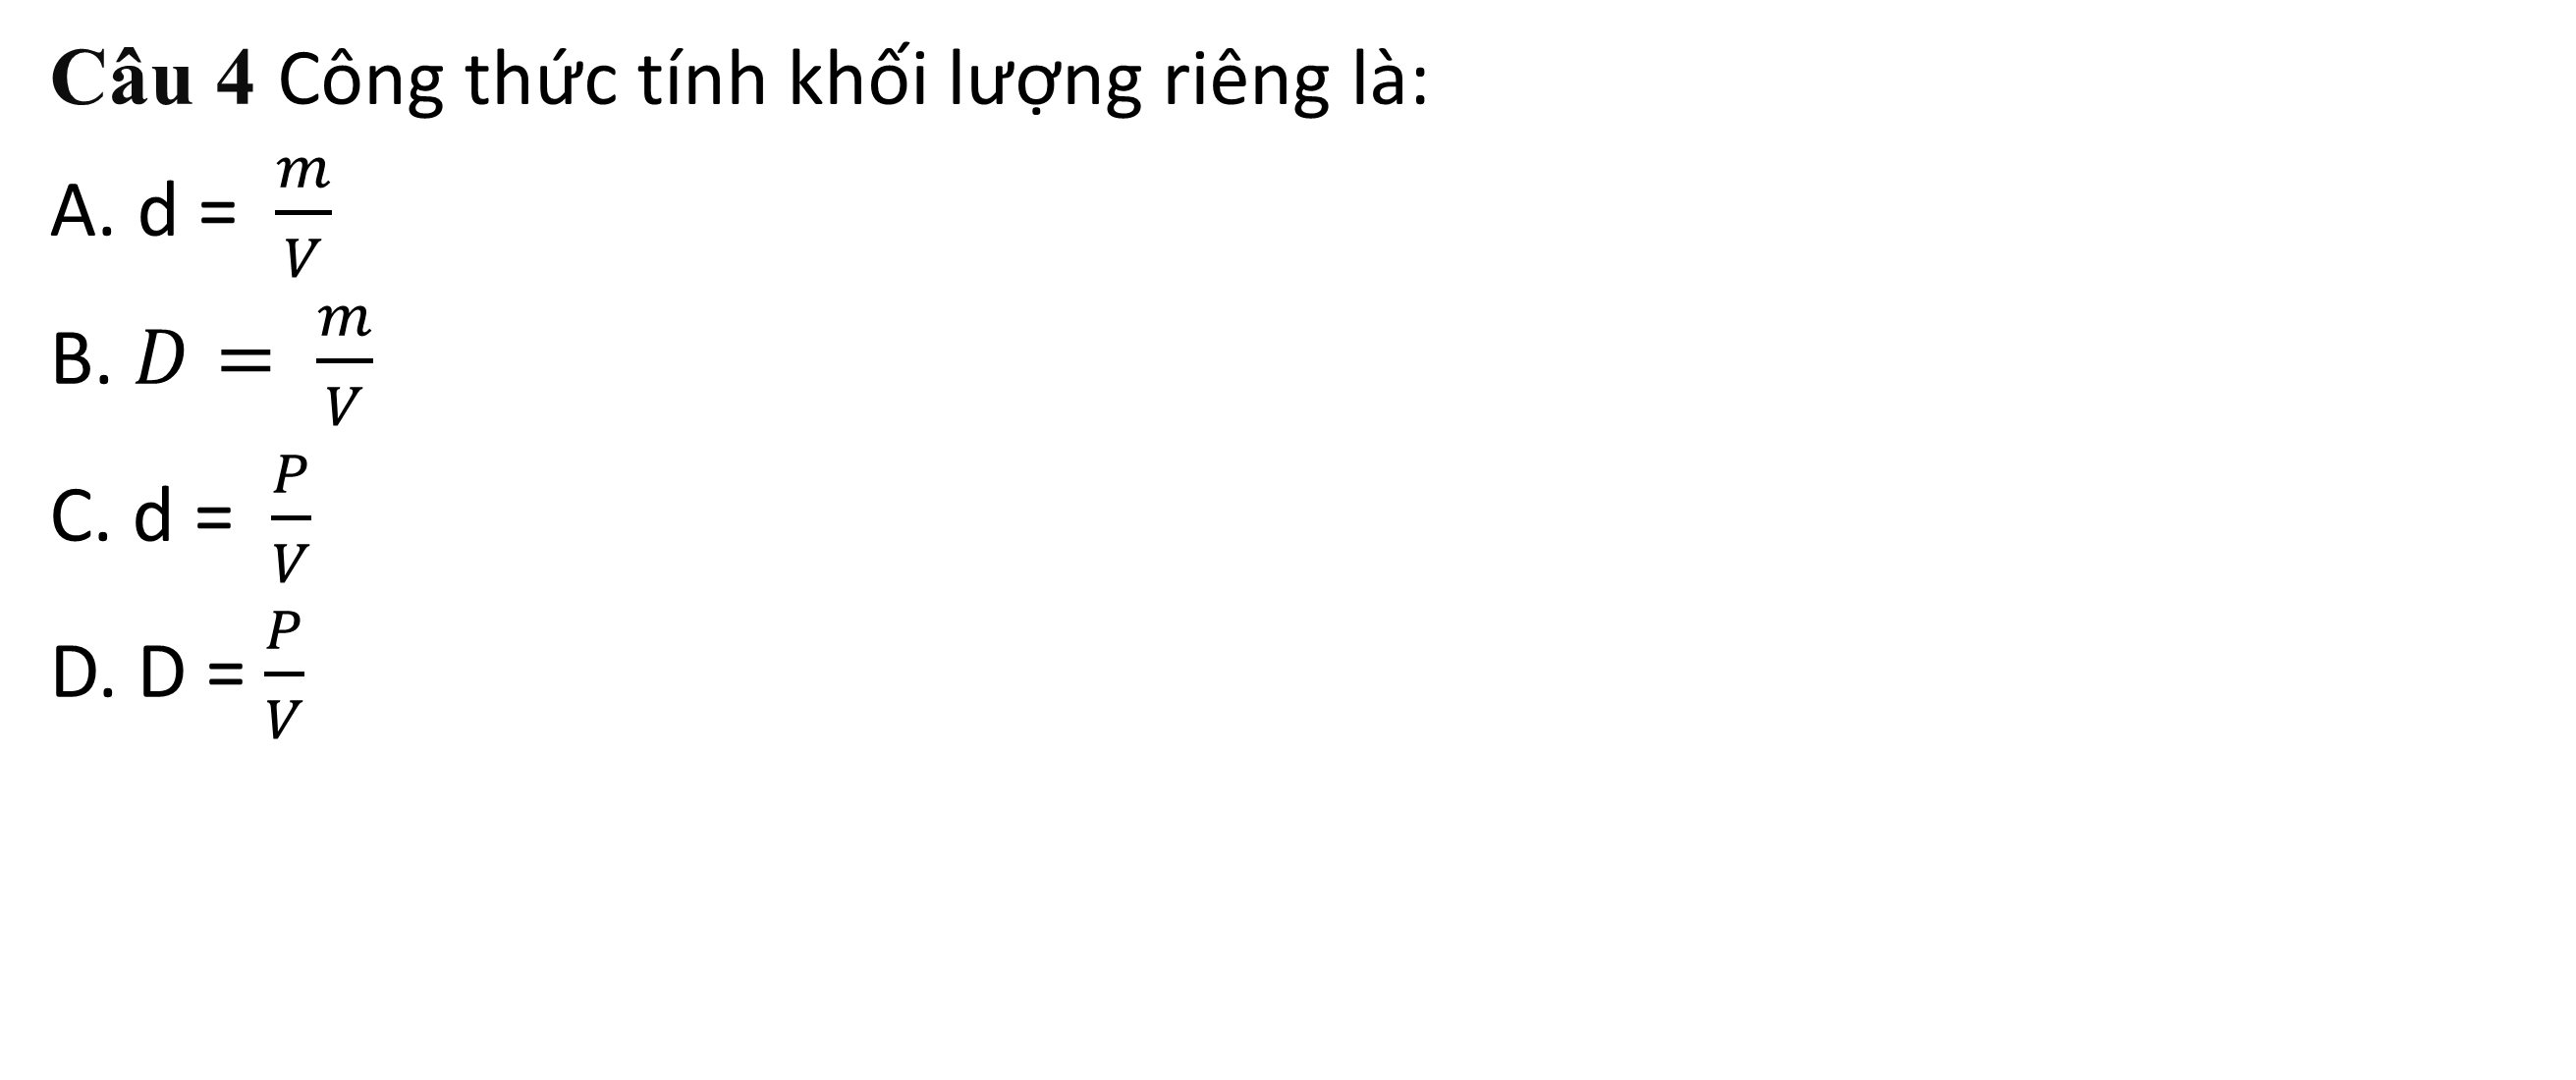 Câu 4 Công thức tính khối lượng riêng là:
A. d = m/V
B. D = m/V
C. d = P/V
D. D = P/V